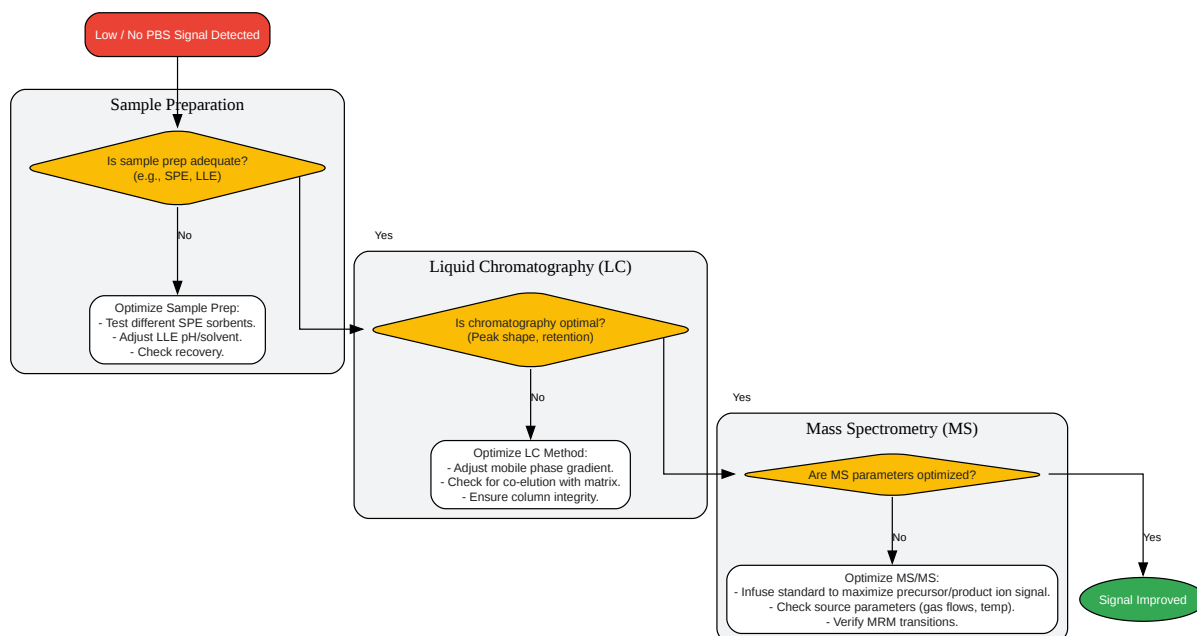 Low / No PBS Signal Detected
Sample Preparation
Is sample prep adequate?
(e.g., SPE, LLE)
No
Yes
Optimize Sample Prep:
- Test different SPE sorbents.
- Adjust LLE pH/solvent.
- Check recovery.
Liquid Chromatography (LC)
Is chromatography optimal?
(Peak shape, retention)
No
Yes
Optimize LC Method:
- Adjust mobile phase gradient.
- Check for co-elution with matrix.
- Ensure column integrity.
Mass Spectrometry (MS)
Are MS parameters optimized?
No
Yes
Optimize MS/MS:
- Infuse standard to maximize precursor/product ion signal.
- Check source parameters (gas flows, temp).
- Verify MRM transitions.
Signal Improved